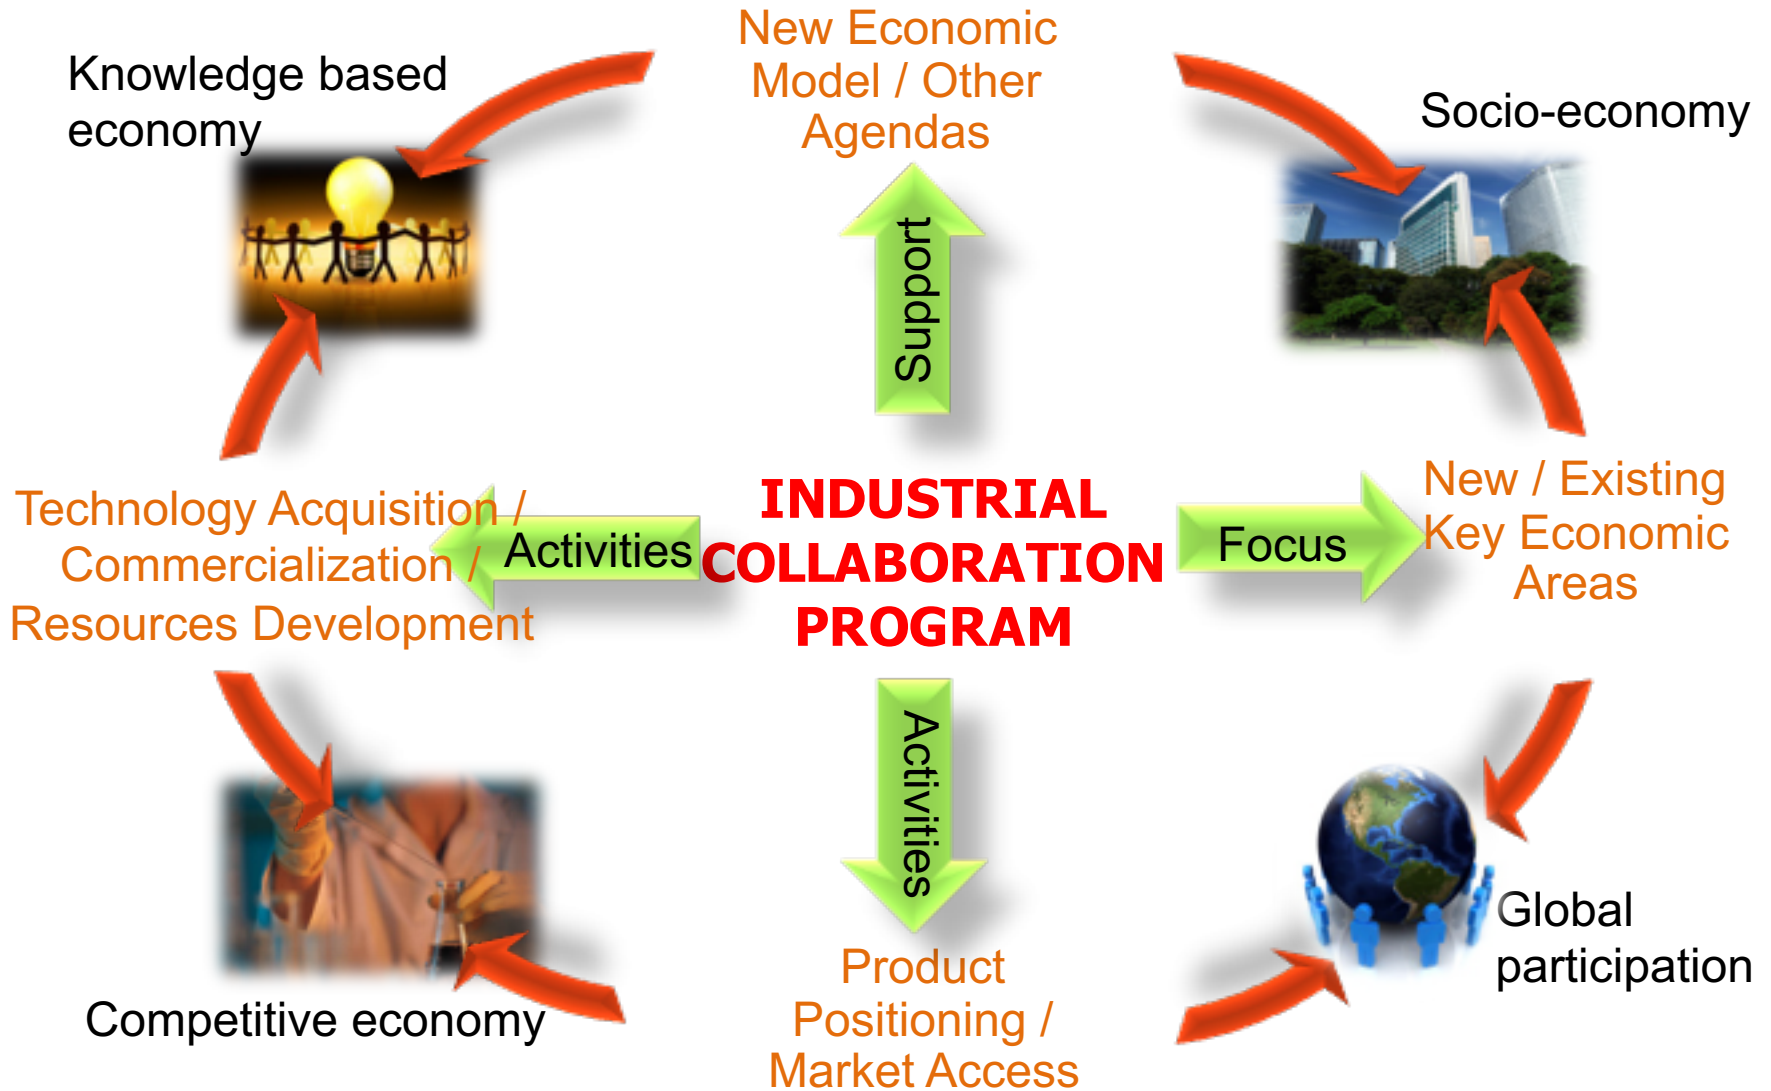 New Economic
Model / Other
Agendas
Knowledge based
economy
Socio-economy
Support
Technology Acquisition /
Commercialization /
Resources Development
Activities
INDUSTRIAL
COLLABORATION
PROGRAM
Focus
New / Existing
Key Economic
Areas
Activities
Global
participation
Competitive economy
Product
Positioning /
Market Access